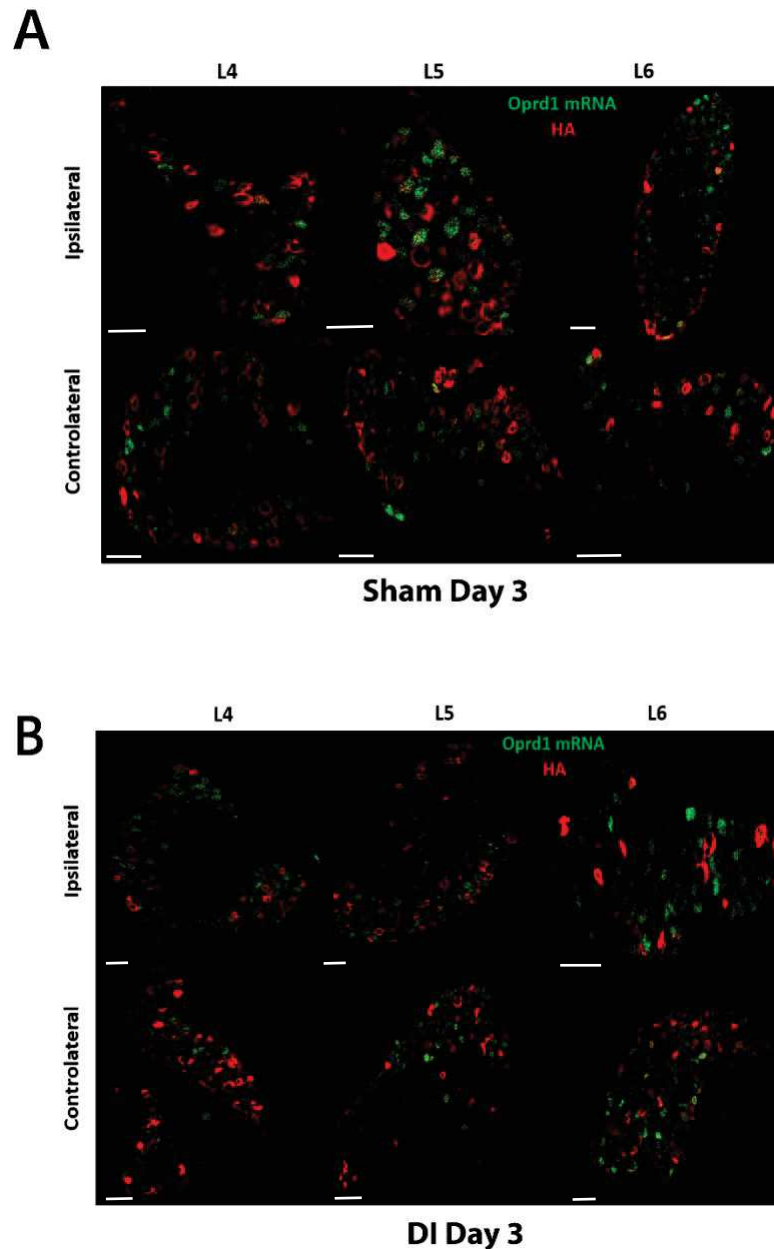 A
L4 L5 L6
Oprd1 mRNA
HA
Ipsilateral
Controlateral
Sham Day 3
B
L4 L5 L6
Oprd1 mRNA
HA
Ipsilateral
Controlateral
DI Day 3